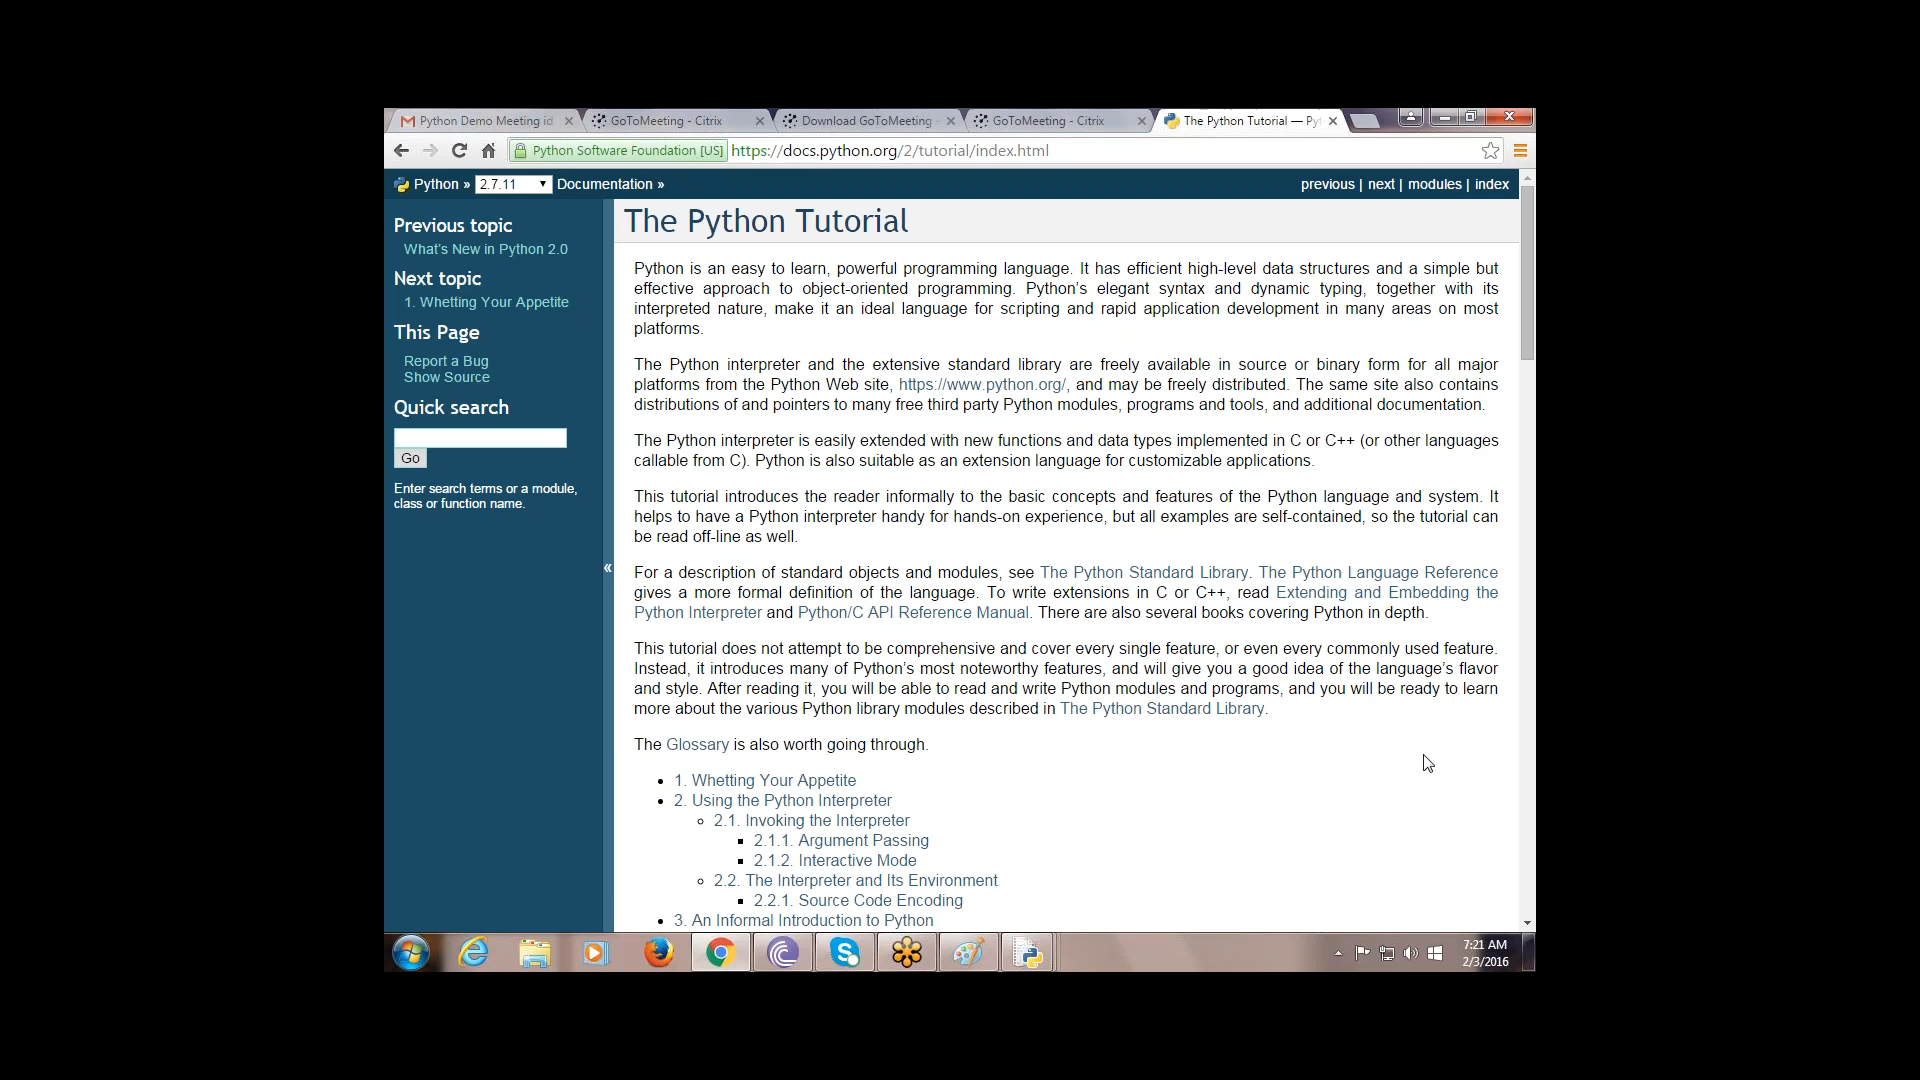 Python Demo Meeting id
GoToMeeting - Citrix
Download GoToMeeting -
GoToMeeting - Citrix
The Python Tutorial — Py
Python Software Foundation [US] https://docs.python.org/2/tutorial/index.html
Python » 2.7.11 Documentation »
previous | next | modules | index
Previous topic
What's New in Python 2.0
Next topic
1. Whetting Your Appetite
This Page
Report a Bug
Show Source
Quick search
Go
Enter search terms or a module,
class or function name.
«
The Python Tutorial
Python is an easy to learn, powerful programming language. It has efficient high-level data structures and a simple but
effective approach to object-oriented programming. Python's elegant syntax and dynamic typing, together with its
interpreted nature, make it an ideal language for scripting and rapid application development in many areas on most
platforms.
The Python interpreter and the extensive standard library are freely available in source or binary form for all major
platforms from the Python Web site, https://www.python.org/, and may be freely distributed. The same site also contains
distributions of and pointers to many free third party Python modules, programs and tools, and additional documentation.
The Python interpreter is easily extended with new functions and data types implemented in C or C++ (or other languages
callable from C). Python is also suitable as an extension language for customizable applications.
This tutorial introduces the reader informally to the basic concepts and features of the Python language and system. It
helps to have a Python interpreter handy for hands-on experience, but all examples are self-contained, so the tutorial can
be read off-line as well.
For a description of standard objects and modules, see The Python Standard Library. The Python Language Reference
gives a more formal definition of the language. To write extensions in C or C++, read Extending and Embedding the
Python Interpreter and Python/C API Reference Manual. There are also several books covering Python in depth.
This tutorial does not attempt to be comprehensive and cover every single feature, or even every commonly used feature.
Instead, it introduces many of Python's most noteworthy features, and will give you a good idea of the language's flavor
and style. After reading it, you will be able to read and write Python modules and programs, and you will be ready to learn
more about the various Python library modules described in The Python Standard Library.
The Glossary is also worth going through.
1. Whetting Your Appetite
2. Using the Python Interpreter
2.1. Invoking the Interpreter
2.1.1. Argument Passing
2.1.2. Interactive Mode
2.2. The Interpreter and Its Environment
2.2.1. Source Code Encoding
3. An Informal Introduction to Python
7:21 AM
2/3/2016